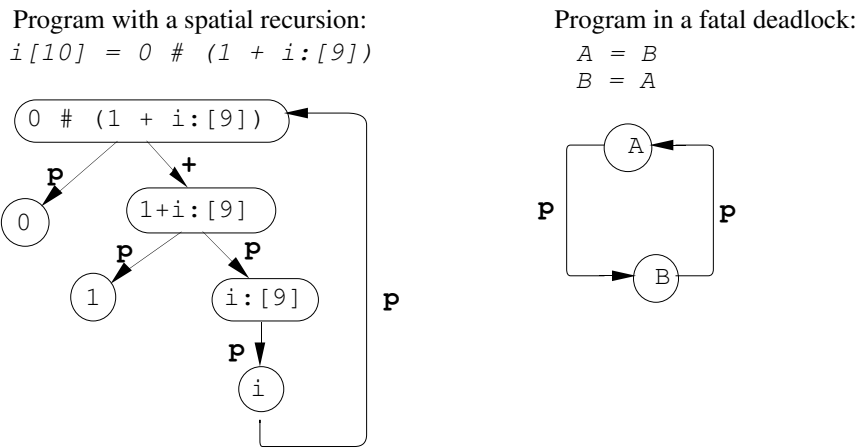 Program with a spatial recursion:
i[10] = 0 # (1 + i:[9])
0 # (1 + i:[9])
p
+
0
1+i:[9]
p
p
1
i:[9]
p
p
i
Program in a fatal deadlock:
A = B
B = A
A
p
p
B